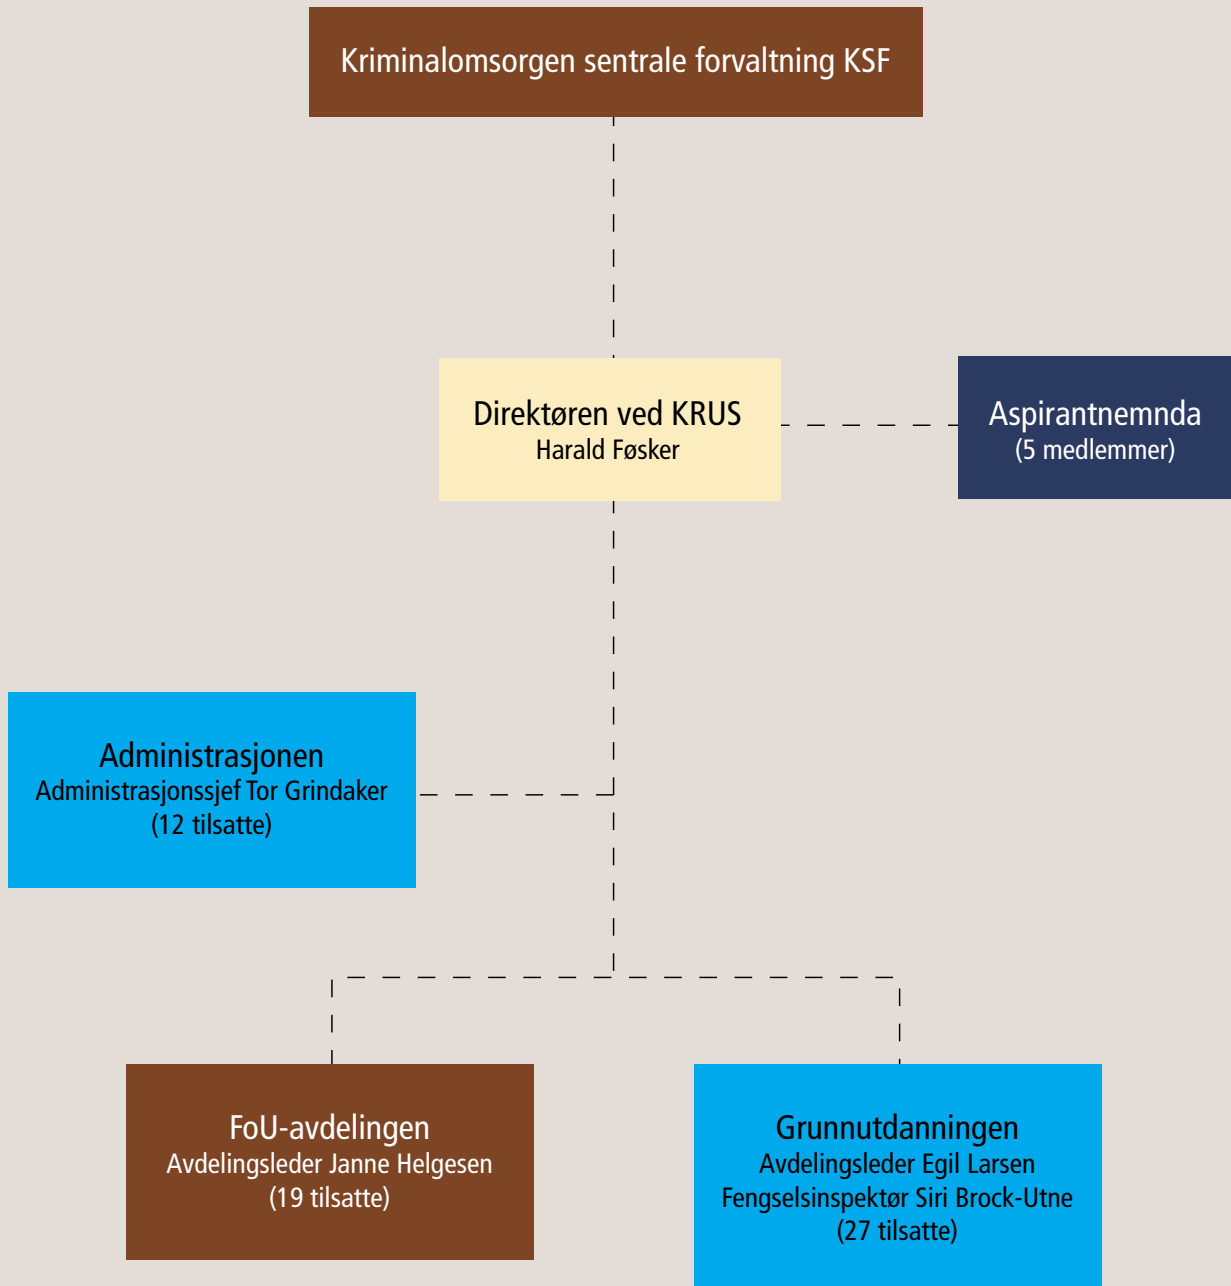 Kriminalomsorgen sentrale forvaltning KSF
Direktøren ved KRUS
Harald Føsker
Aspirantnemnda
(5 medlemmer)
Administrasjonen
Administrasjonssjef Tor Grindaker
(12 tilsatte)
FoU-avdelingen
Avdelingsleder Janne Helgesen
(19 tilsatte)
Grunnutdanningen
Avdelingsleder Egil Larsen
Fengselsinspektør Siri Brock-Utne
(27 tilsatte)